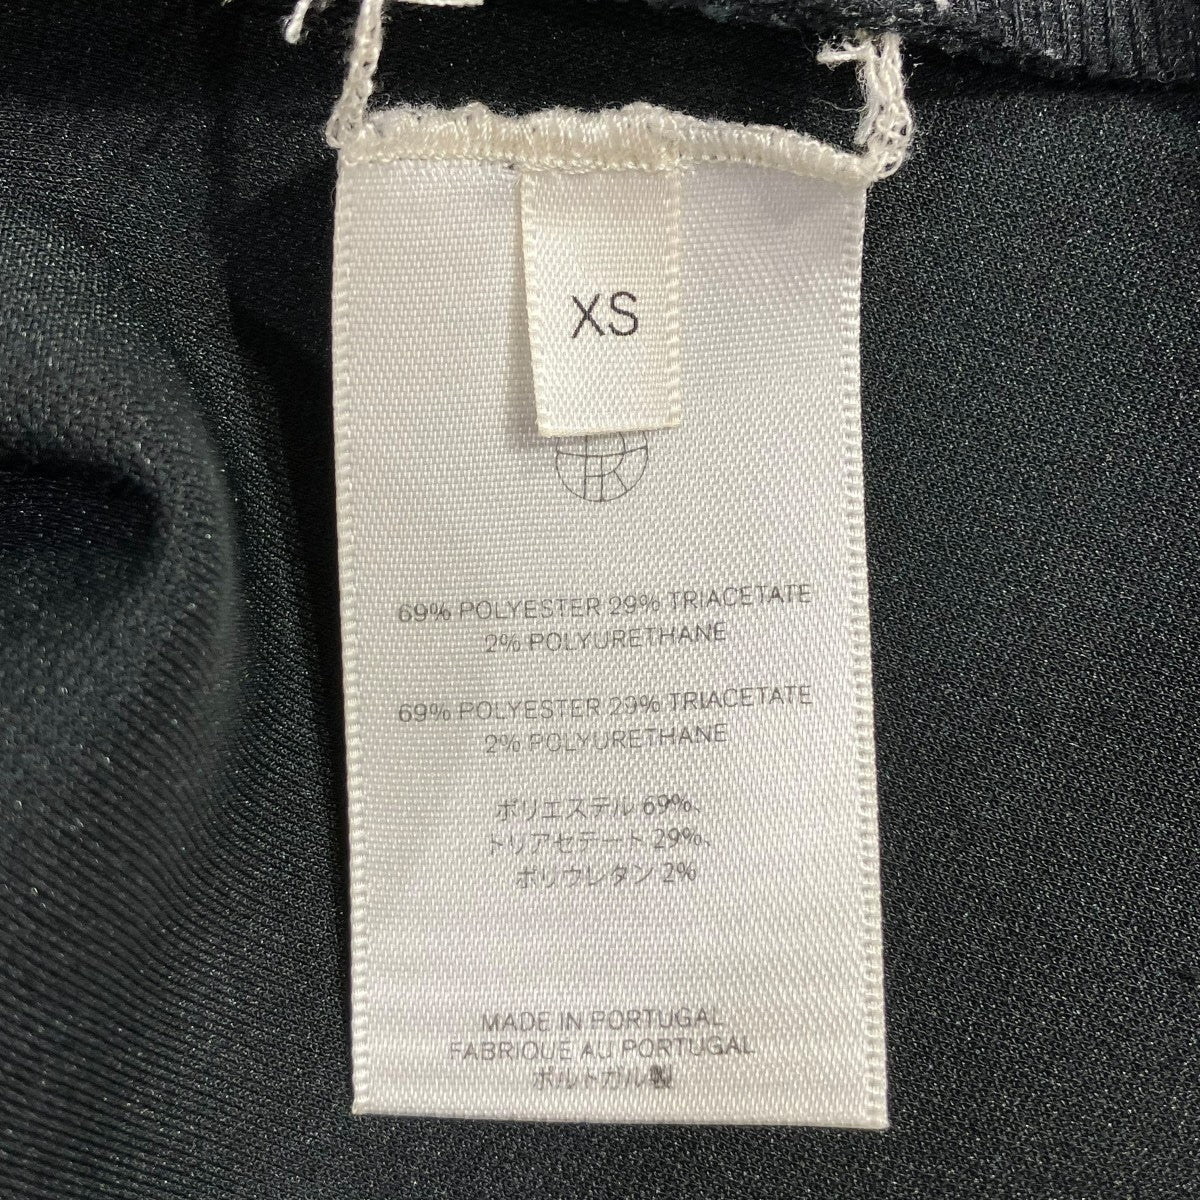 XS
69% POLYESTER 29% TRIACETATE
2% POLYURETHANE
69% POLYESTER 29% TRIACETATE
2% POLYURETHANE
ポリエステル 69%、
トリアセテート 29%、
ポリウレタン 2%
MADE IN PORTUGAL
FABRIQUE AU PORTUGAL
ポルトガル製